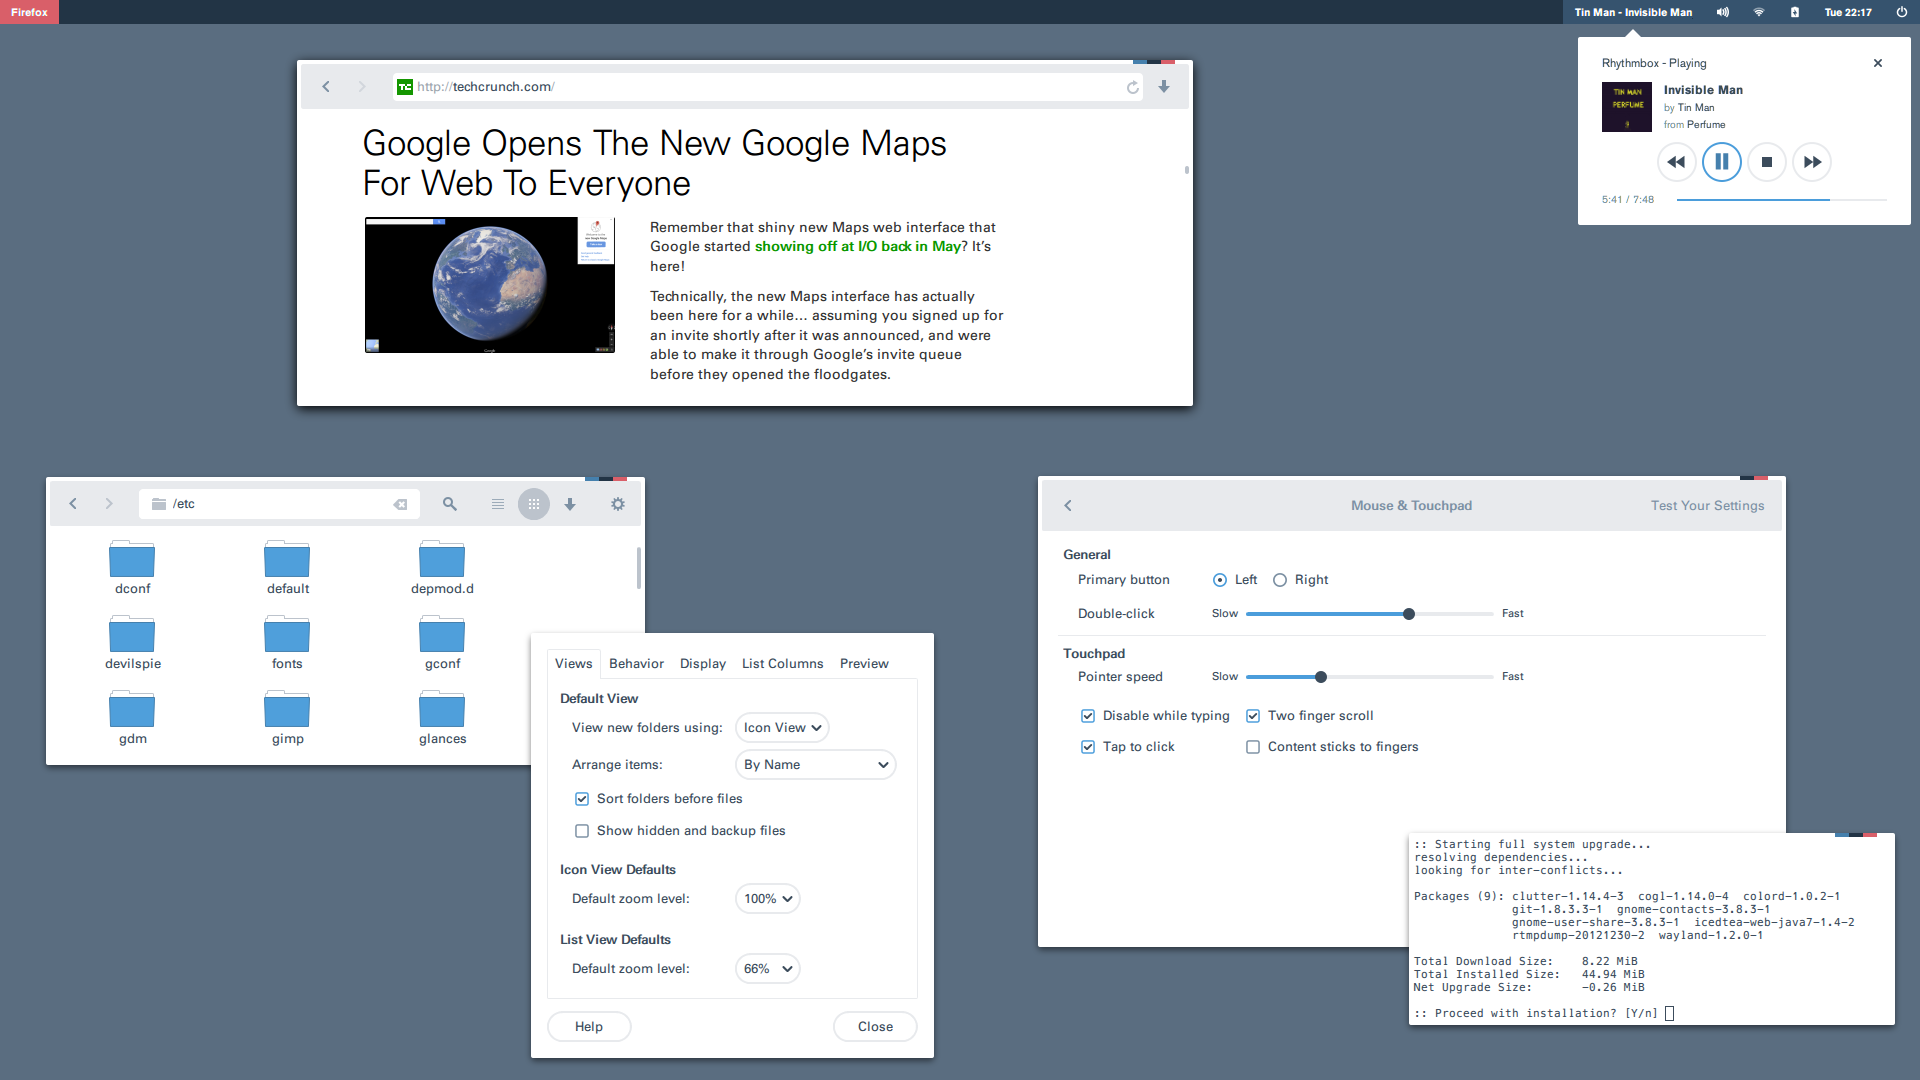 Firefox
Tin Man - Invisible Man
Tue 22:17
Rhythmbox - Playing
TIN MAN
PERFUME
Invisible Man
by Tin Man
from Perfume
5:41 / 7:48
TC
http://techcrunch.com/
Google Opens The New Google Maps
For Web To Everyone
Remember that shiny new Maps web interface that
Google started showing off at I/O back in May? It’s
here!
Technically, the new Maps interface has actually
been here for a while... assuming you signed up for
an invite shortly after it was announced, and were
able to make it through Google’s invite queue
before they opened the floodgates.
/etc
dconf
default
depmod.d
devilspie
fonts
gconf
gdm
gimp
glances
Views
Behavior
Display
List Columns
Preview
Default View
View new folders using:
Icon View
Arrange items:
By Name
Sort folders before files
Show hidden and backup files
Icon View Defaults
Default zoom level:
100%
List View Defaults
Default zoom level:
66%
Help
Close
Mouse & Touchpad
Test Your Settings
General
Primary button
Left
Right
Double-click
Slow
Fast
Touchpad
Pointer speed
Slow
Fast
Disable while typing
Two finger scroll
Tap to click
Content sticks to fingers
:: Starting full system upgrade...
resolving dependencies...
looking for inter-conflicts...
Packages (9): clutter-1.14.4-3 cogl-1.14.0-4 colord-1.0.2-1
git-1.8.3.3-1 gnome-contacts-3.8.3-1
gnome-user-share-3.8.3-1 icedtea-web-java7-1.4-2
rtmpdump-20121230-2 wayland-1.2.0-1
Total Download Size: 8.22 MiB
Total Installed Size: 44.94 MiB
Net Upgrade Size: -0.26 MiB
:: Proceed with installation? [Y/n]